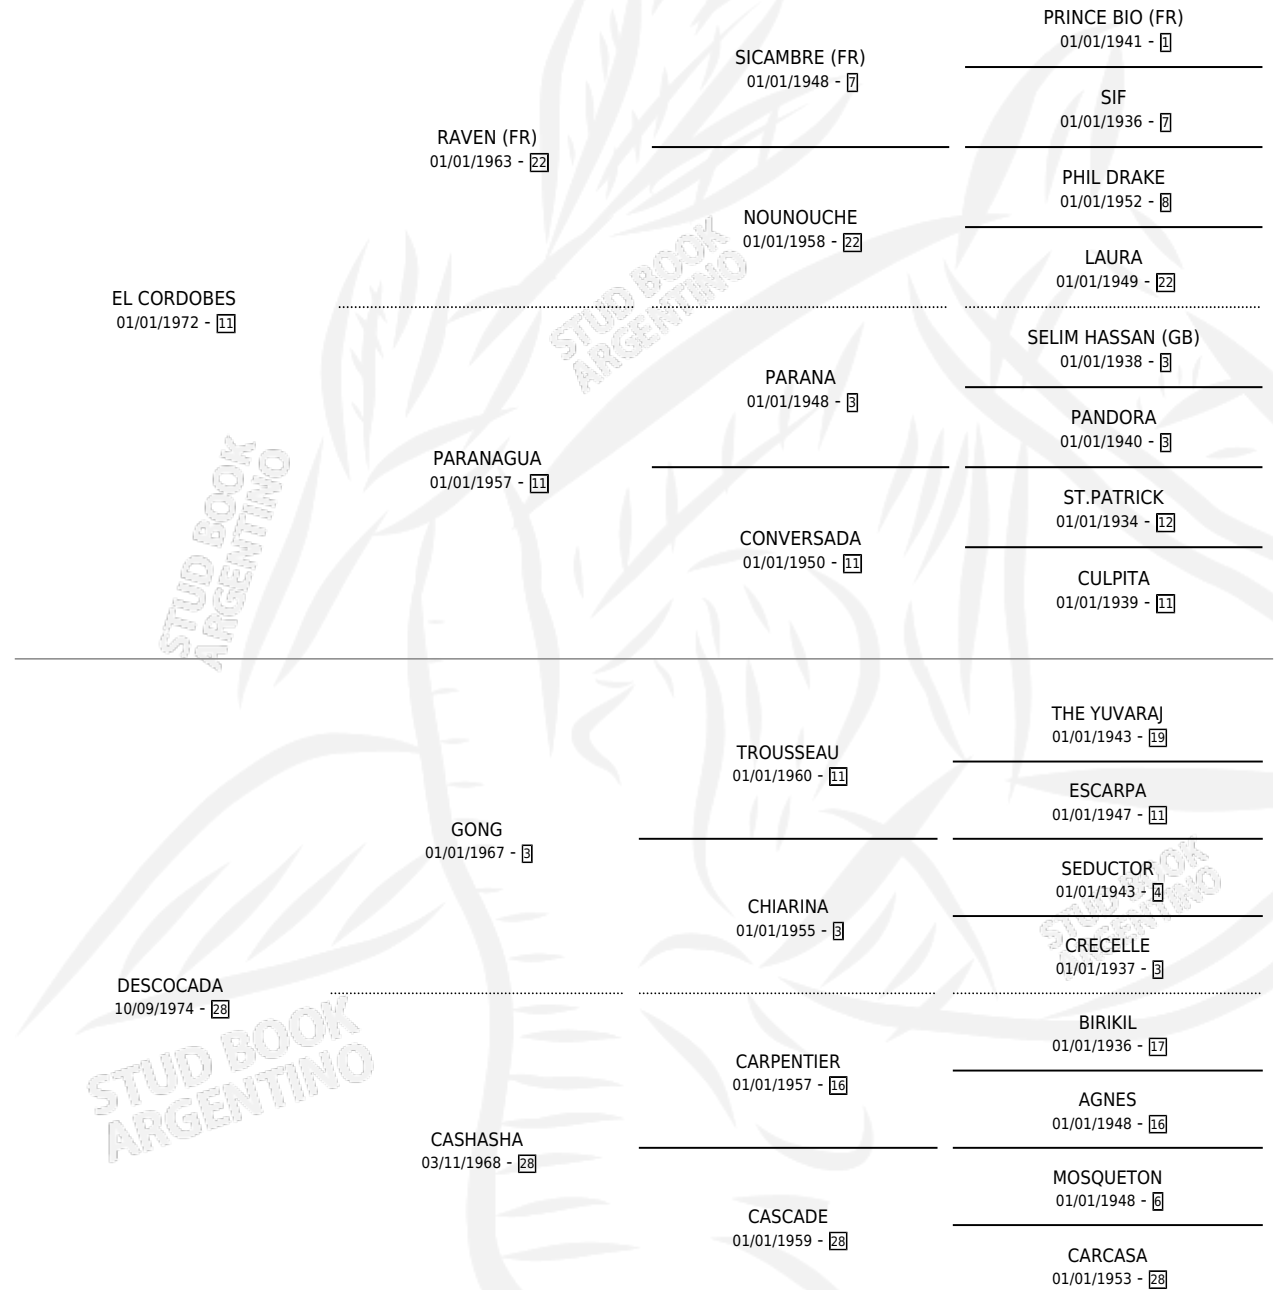 PRINCE BIO (FR)
01/01/1941 - 1
SICAMBRE (FR)
01/01/1948 - 7
SIF
01/01/1936 - 7
RAVEN (FR)
01/01/1963 - 22
PHIL DRAKE
01/01/1952 - 8
NOUNOUCHE
01/01/1958 - 22
LAURA
01/01/1949 - 22
EL CORDOBES
01/01/1972 - 11
STUD BOOK
ARGENTINO
SELIM HASSAN (GB)
01/01/1938 - 3
PARANA
01/01/1948 - 3
PANDORA
01/01/1940 - 3
PARANAGUA
01/01/1957 - 11
ST.PATRICK
01/01/1934 - 12
CONVERSADA
01/01/1950 - 11
CULPITA
01/01/1939 - 11
STUD BOOK
ARGENTINO
THE YUVARAJ
01/01/1943 - 19
TROUSSEAU
01/01/1960 - 11
ESCARPA
01/01/1947 - 11
GONG
01/01/1967 - 3
SEDUCTOR
01/01/1943 - 4
CHIARINA
01/01/1955 - 3
CRECELLE
01/01/1937 - 3
STUD BOOK
ARGENTINO
DESCOCADA
10/09/1974 - 28
BIRIKIL
01/01/1936 - 17
CARPENTIER
01/01/1957 - 16
AGNES
01/01/1948 - 16
STUD BOOK
ARGENTINO
CASHASHA
03/11/1968 - 28
MOSQUETON
01/01/1948 - 6
CASCADE
01/01/1959 - 28
CARCASA
01/01/1953 - 28